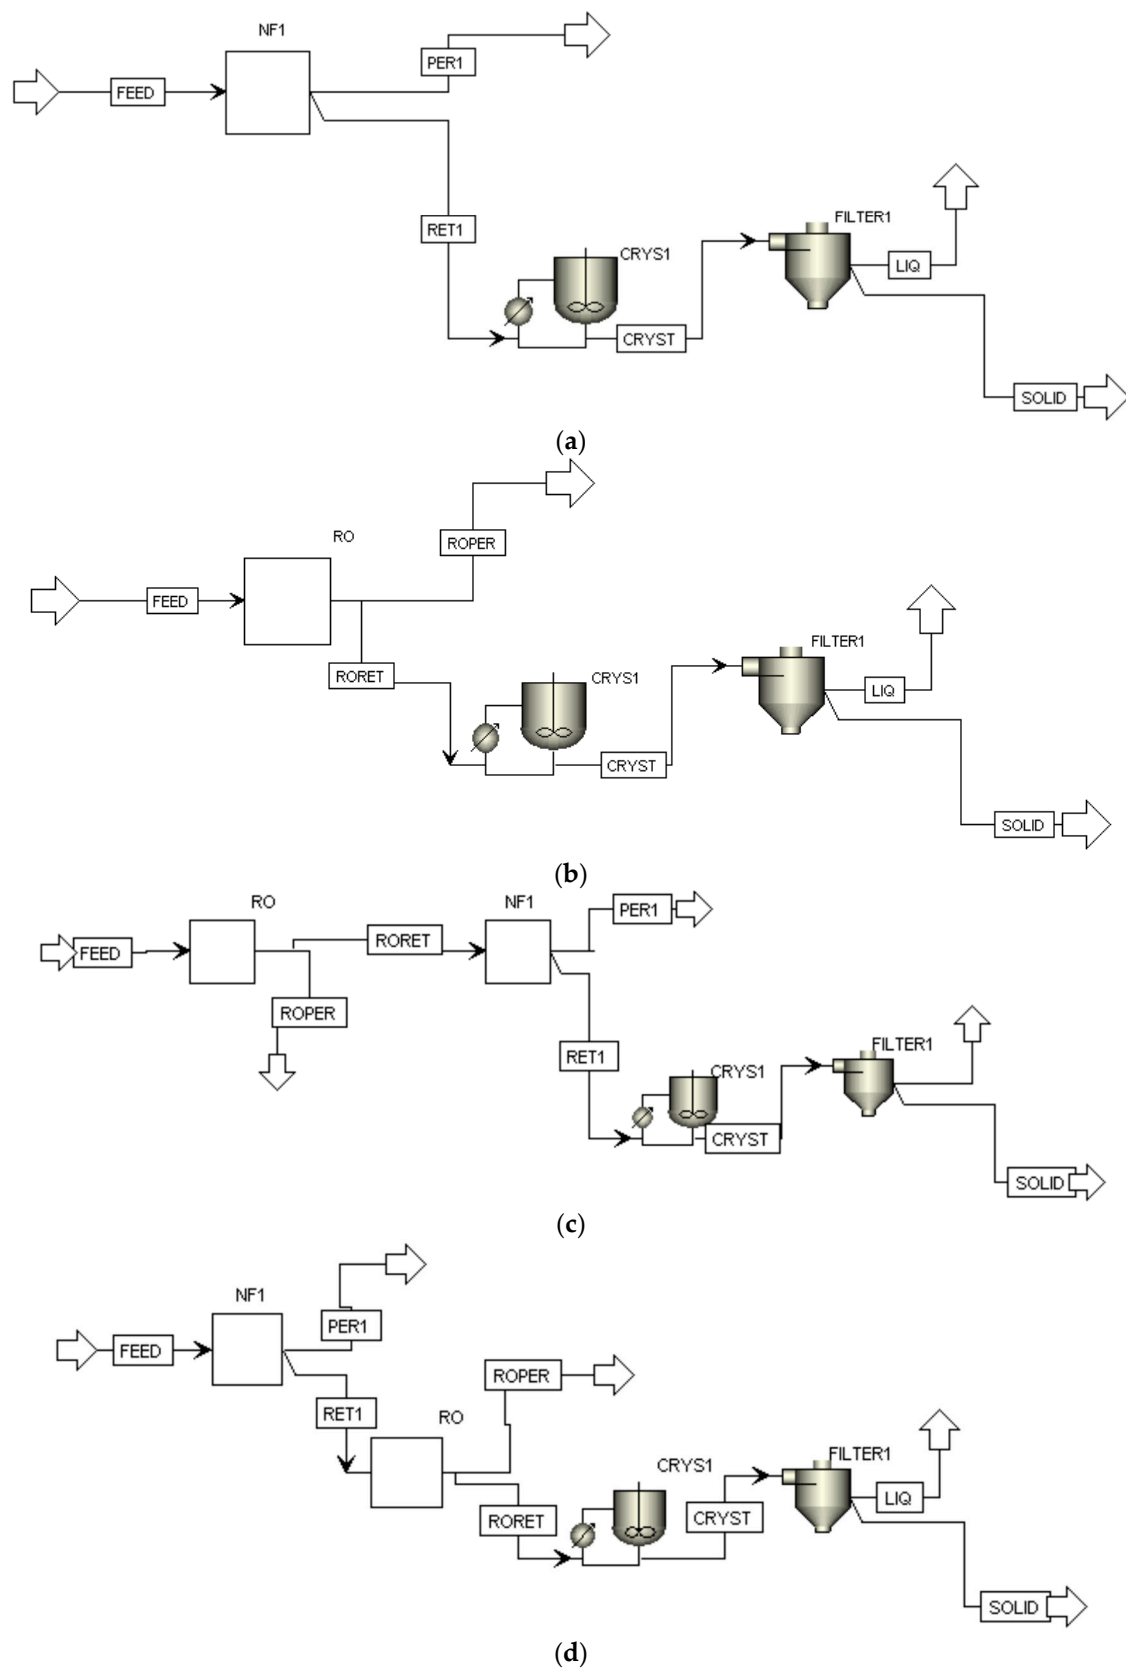 NF1
PER1
FEED
RET1
FILTER1
CRYS1
LIQ
CRYST
SOLID
(a)
RO
ROPER
FEED
FILTER1
RORET
CRYS1
LIQ
CRYST
SOLID
(b)
RO
NF1
PER1
RORET
FEED
ROPER
FILTER1
RET1
CRYS1
CRYST
SOLID
(c)
NF1
PER1
FEED
ROPER
RET1
RO
FILTER1
CRYS1
LIQ
RORET
CRYST
SOLID
(d)